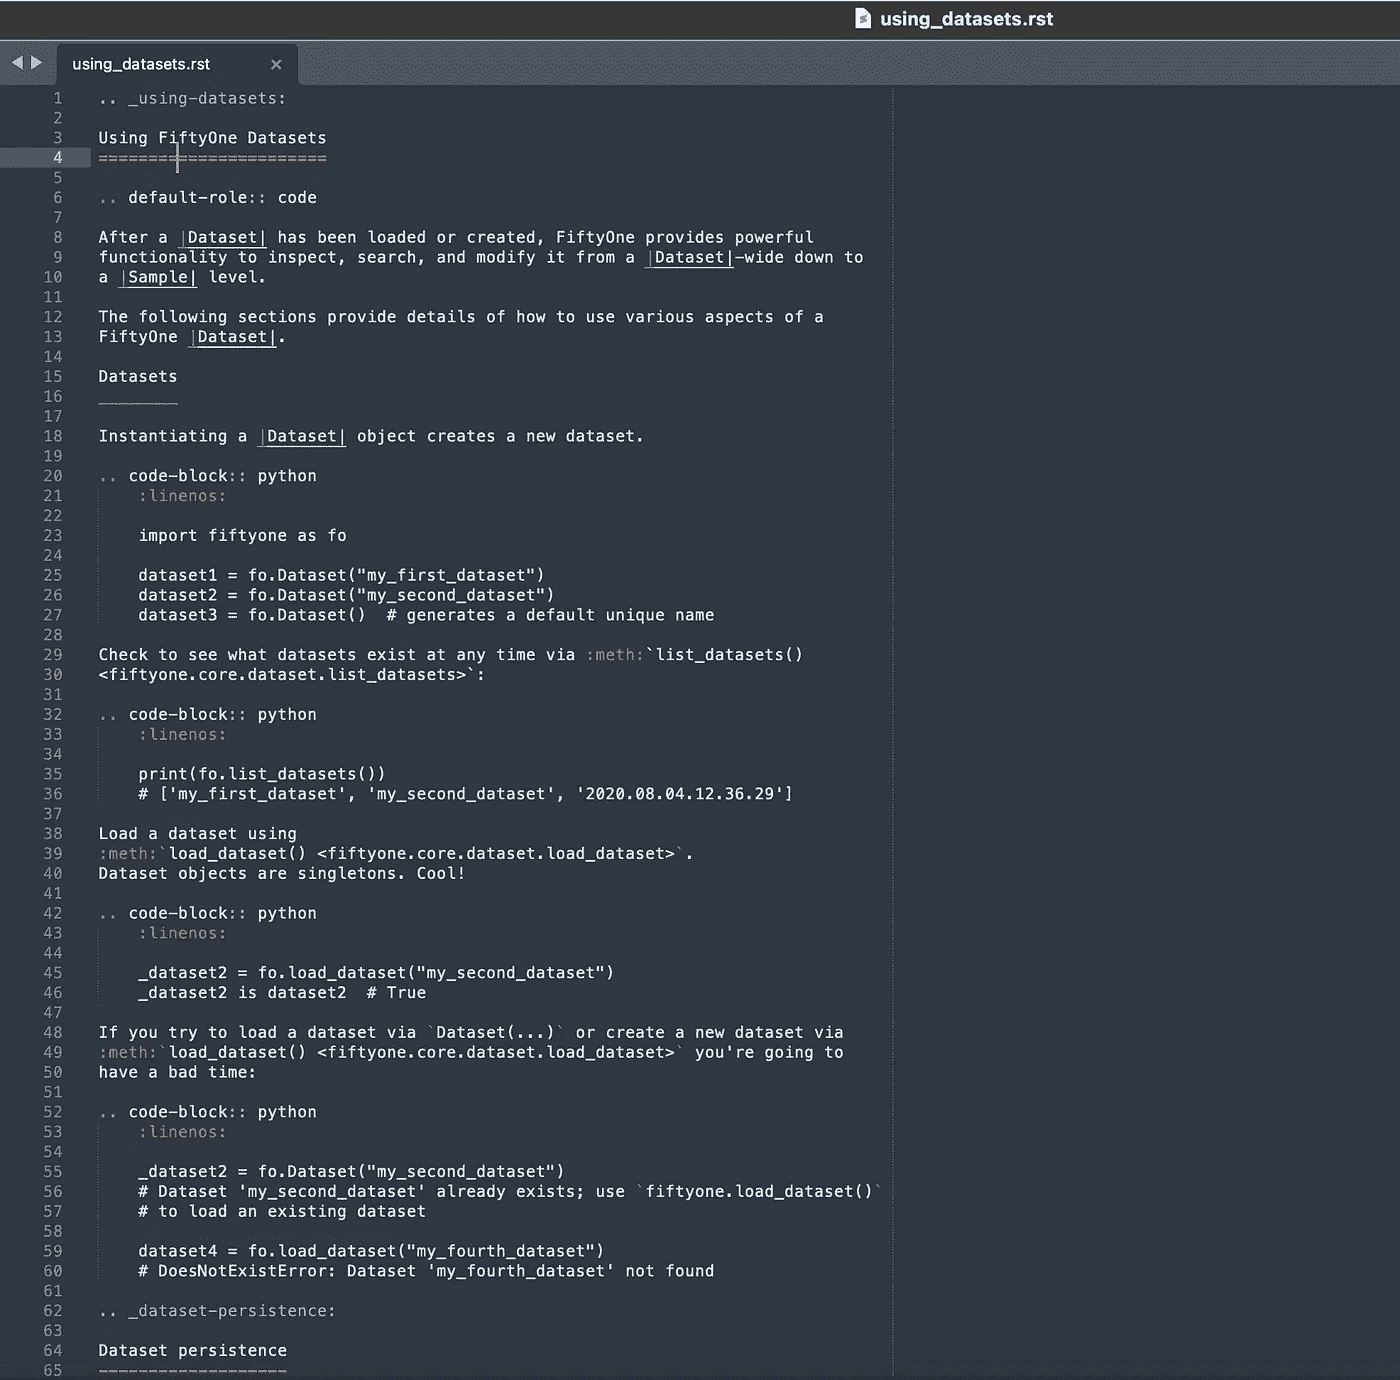 using_datasets.rst
using_datasets.rst ×
1 .. _using-datasets:
2
3 Using FiftyOne Datasets
4 =======================
5
6 .. default-role:: code
7
8 After a |Dataset| has been loaded or created, FiftyOne provides powerful
9 functionality to inspect, search, and modify it from a |Dataset|-wide down to
10 a |Sample| level.
11
12 The following sections provide details of how to use various aspects of a
13 FiftyOne |Dataset|.
14
15 Datasets
16 ________
17
18 Instantiating a |Dataset| object creates a new dataset.
19
20 .. code-block:: python
21     :linenos:
22
23     import fiftyone as fo
24
25     dataset1 = fo.Dataset("my_first_dataset")
26     dataset2 = fo.Dataset("my_second_dataset")
27     dataset3 = fo.Dataset()  # generates a default unique name
28
29 Check to see what datasets exist at any time via :meth:`list_datasets()
30 <fiftyone.core.dataset.list_datasets>`:
31
32 .. code-block:: python
33     :linenos:
34
35     print(fo.list_datasets())
36     # ['my_first_dataset', 'my_second_dataset', '2020.08.04.12.36.29']
37
38 Load a dataset using
39 :meth:`load_dataset() <fiftyone.core.dataset.load_dataset>`.
40 Dataset objects are singletons. Cool!
41
42 .. code-block:: python
43     :linenos:
44
45     _dataset2 = fo.load_dataset("my_second_dataset")
46     _dataset2 is dataset2  # True
47
48 If you try to load a dataset via `Dataset(...)` or create a new dataset via
49 :meth:`load_dataset() <fiftyone.core.dataset.load_dataset>` you're going to
50 have a bad time:
51
52 .. code-block:: python
53     :linenos:
54
55     _dataset2 = fo.Dataset("my_second_dataset")
56     # Dataset 'my_second_dataset' already exists; use `fiftyone.load_dataset()`
57     # to load an existing dataset
58
59     dataset4 = fo.load_dataset("my_fourth_dataset")
60     # DoesNotExistError: Dataset 'my_fourth_dataset' not found
61
62 .. _dataset-persistence:
63
64 Dataset persistence
65 ===================